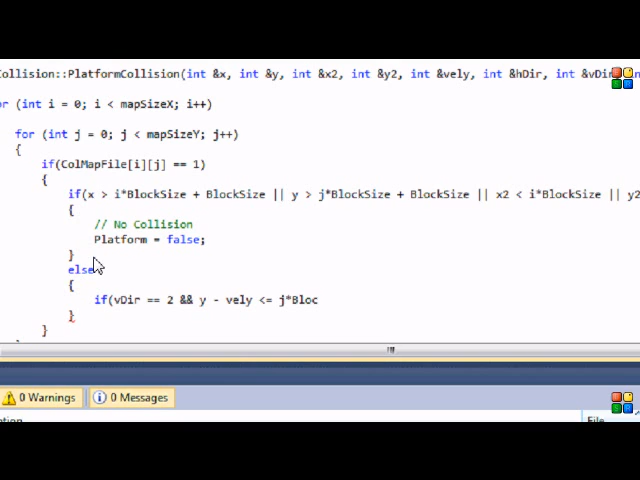 Collision::PlatformCollision(int &x, int &y, int &x2, int &y2, int &vely, int &hDir, int &vDir
for (int i = 0; i < mapSizeX; i++)
for (int j = 0; j < mapSizeY; j++)
{
if(ColMapFile[i][j] == 1)
{
if(x > i*BlockSize + BlockSize || y > j*BlockSize + BlockSize || x2 < i*BlockSize || y2
{
// No Collision
Platform = false;
}
else
{
if(vDir == 2 && y - vely <= j*Bloc
}
}
0 Warnings
0 Messages
File